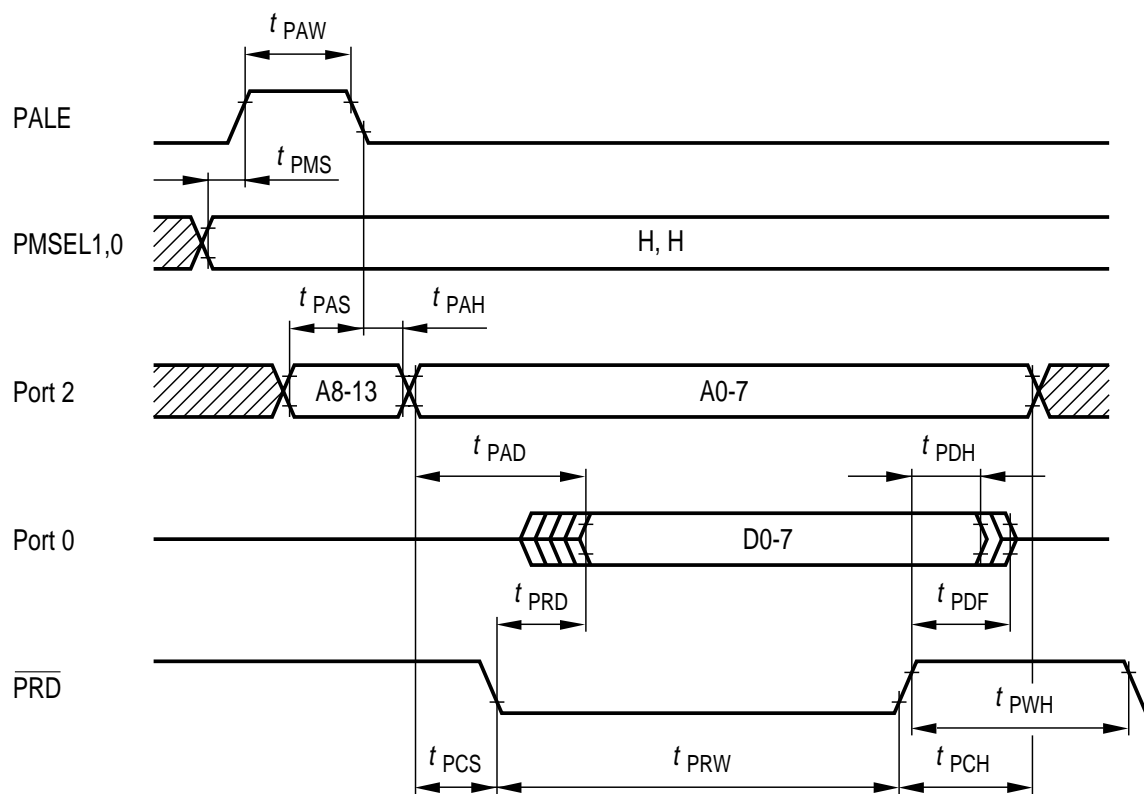 t PAW
PALE
t PMS
PMSEL1,0
H, H
t PAS
t PAH
Port 2
A8-13
A0-7
t PAD
t PDH
Port 0
D0-7
t PRD
t PDF
PRD
t PWH
t PCS
t PRW
t PCH